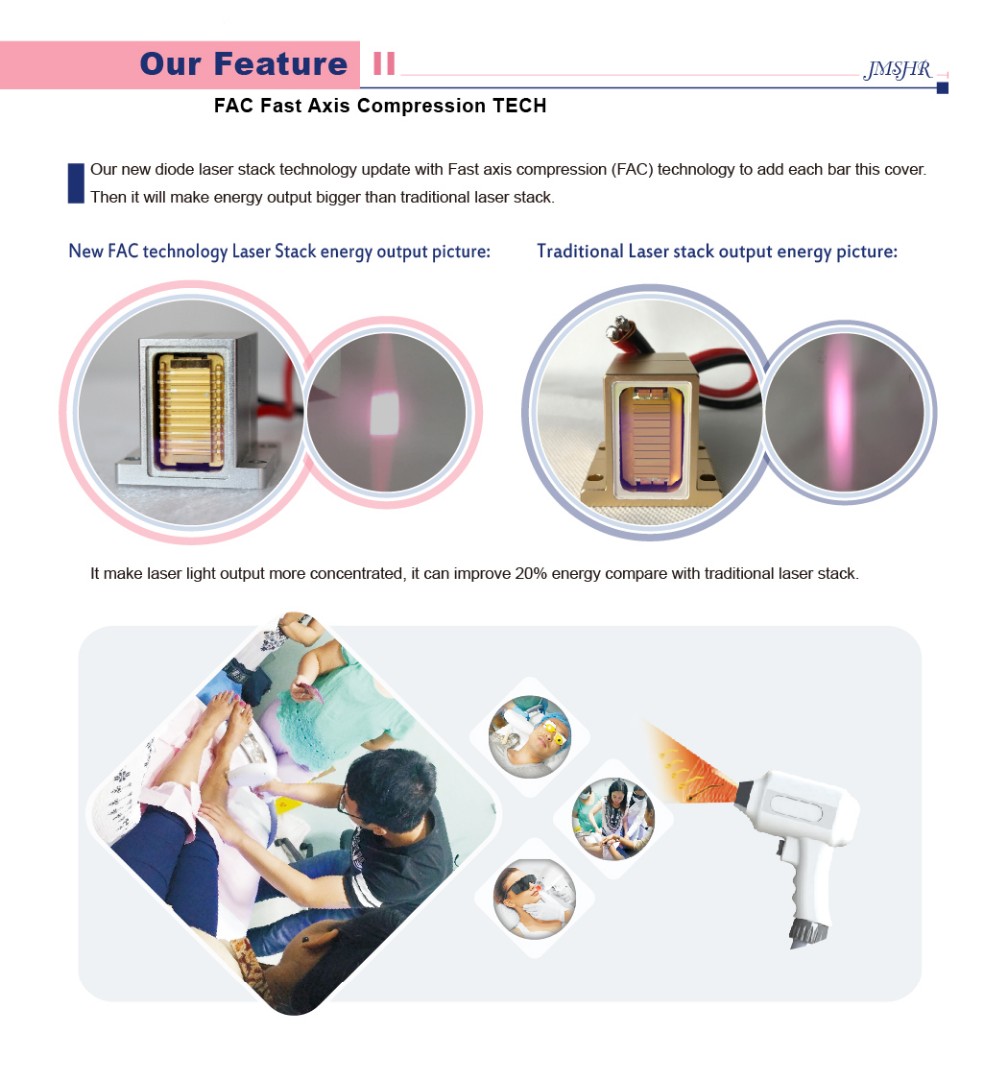 Our Feature II
JMSHR
FAC Fast Axis Compression TECH
Our new diode laser stack technology update with Fast axis compression (FAC) technology to add each bar this cover.
Then it will make energy output bigger than traditional laser stack.
New FAC technology Laser Stack energy output picture:
Traditional Laser stack output energy picture:
It make laser light output more concentrated, it can improve 20% energy compare with traditional laser stack.